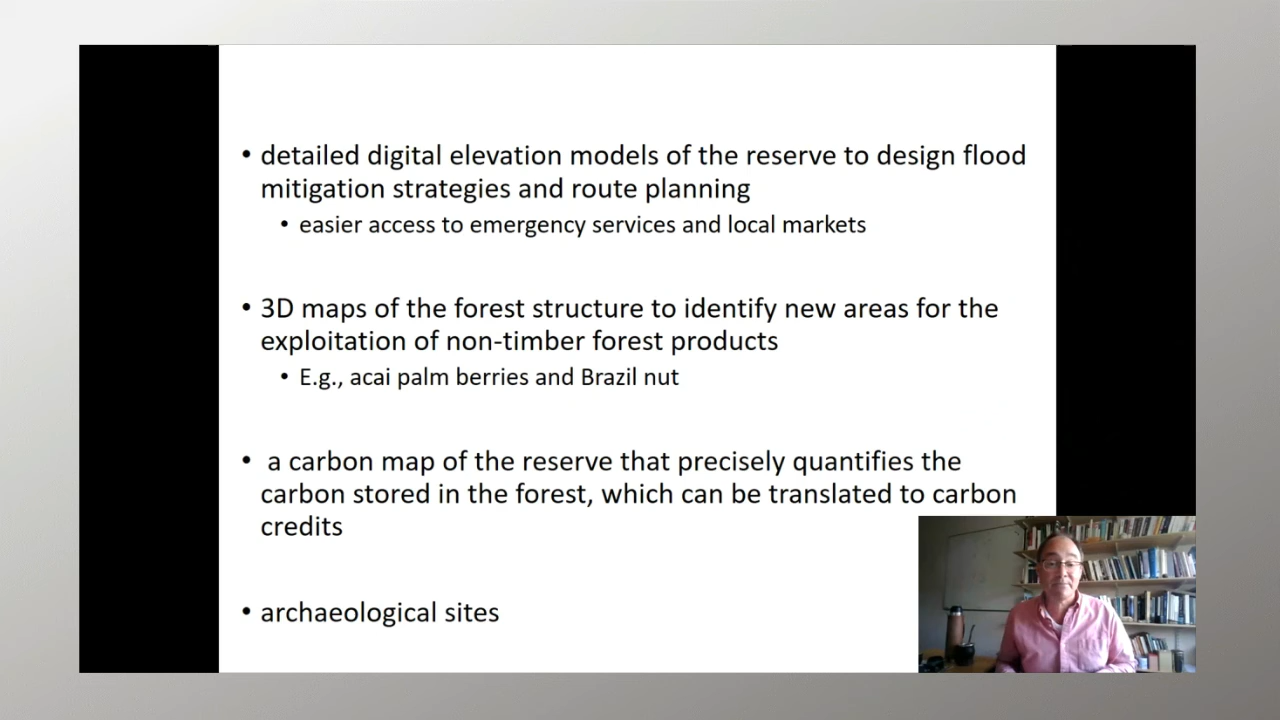 • detailed digital elevation models of the reserve to design flood
mitigation strategies and route planning
• easier access to emergency services and local markets
• 3D maps of the forest structure to identify new areas for the
exploitation of non-timber forest products
• E.g., acai palm berries and Brazil nut
• a carbon map of the reserve that precisely quantifies the
carbon stored in the forest, which can be translated to carbon
credits
• archaeological sites